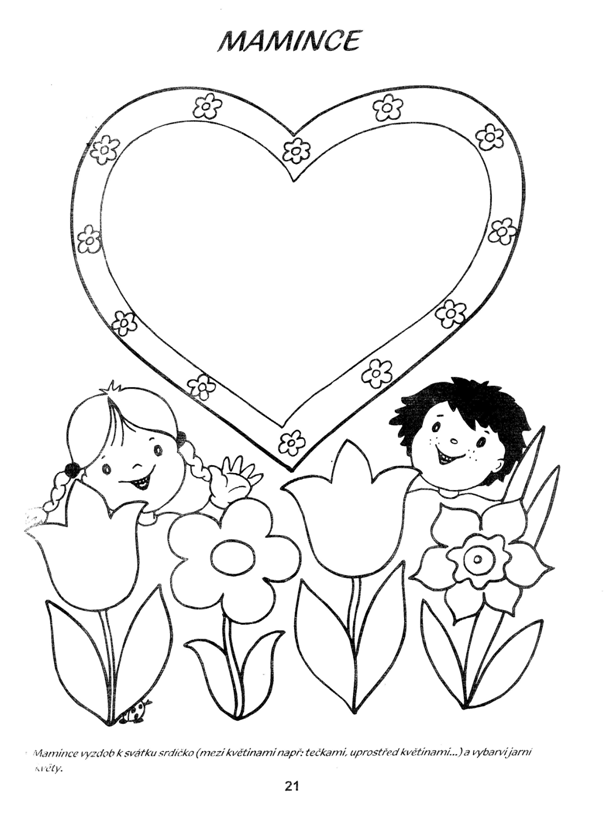 MAMINCE
Mamince vyzdob k svátku srdíčko (mezi květinami např: tečkami, uprostřed květinami...) a vybarvi jarní
květy.
21